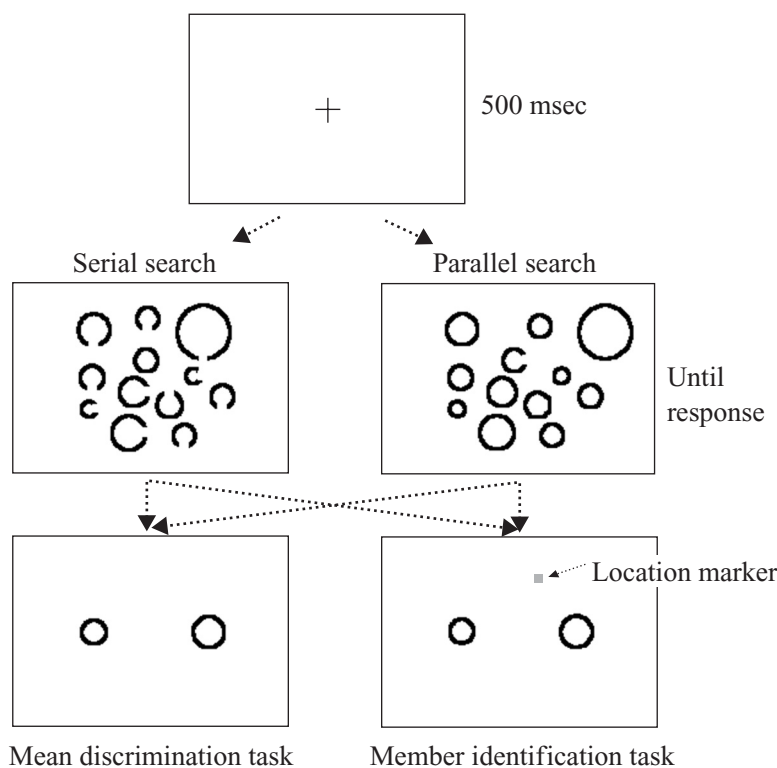 500 msec
Serial search
Parallel search
Until
response
Location marker
Mean discrimination task
Member identification task